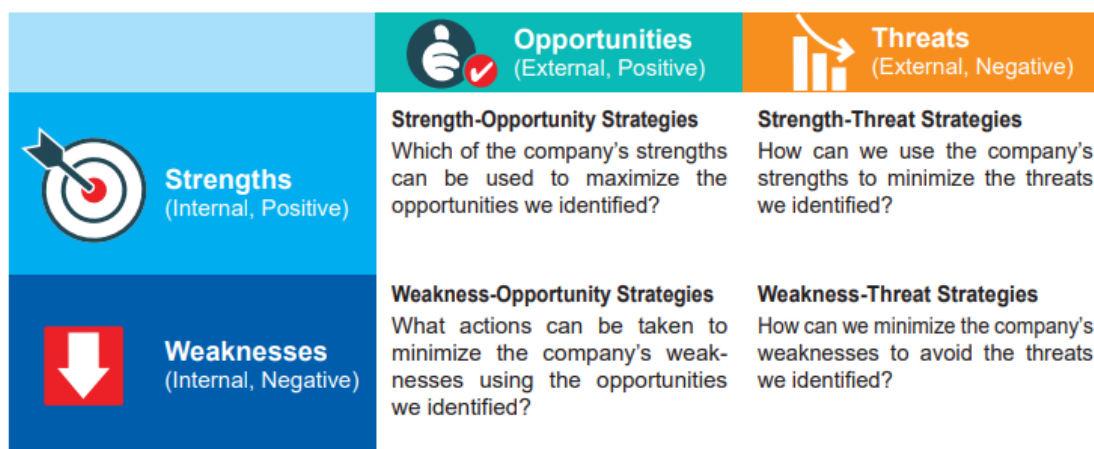 Opportunities
(External, Positive)
Threats
(External, Negative)
Strengths
(Internal, Positive)
Strength-Opportunity Strategies
Which of the company's strengths
can be used to maximize the
opportunities we identified?
Strength-Threat Strategies
How can we use the company's
strengths to minimize the threats
we identified?
Weaknesses
(Internal, Negative)
Weakness-Opportunity Strategies
What actions can be taken to
minimize the company's weak-
nesses using the opportunities
we identified?
Weakness-Threat Strategies
How can we minimize the company's
weaknesses to avoid the threats
we identified?